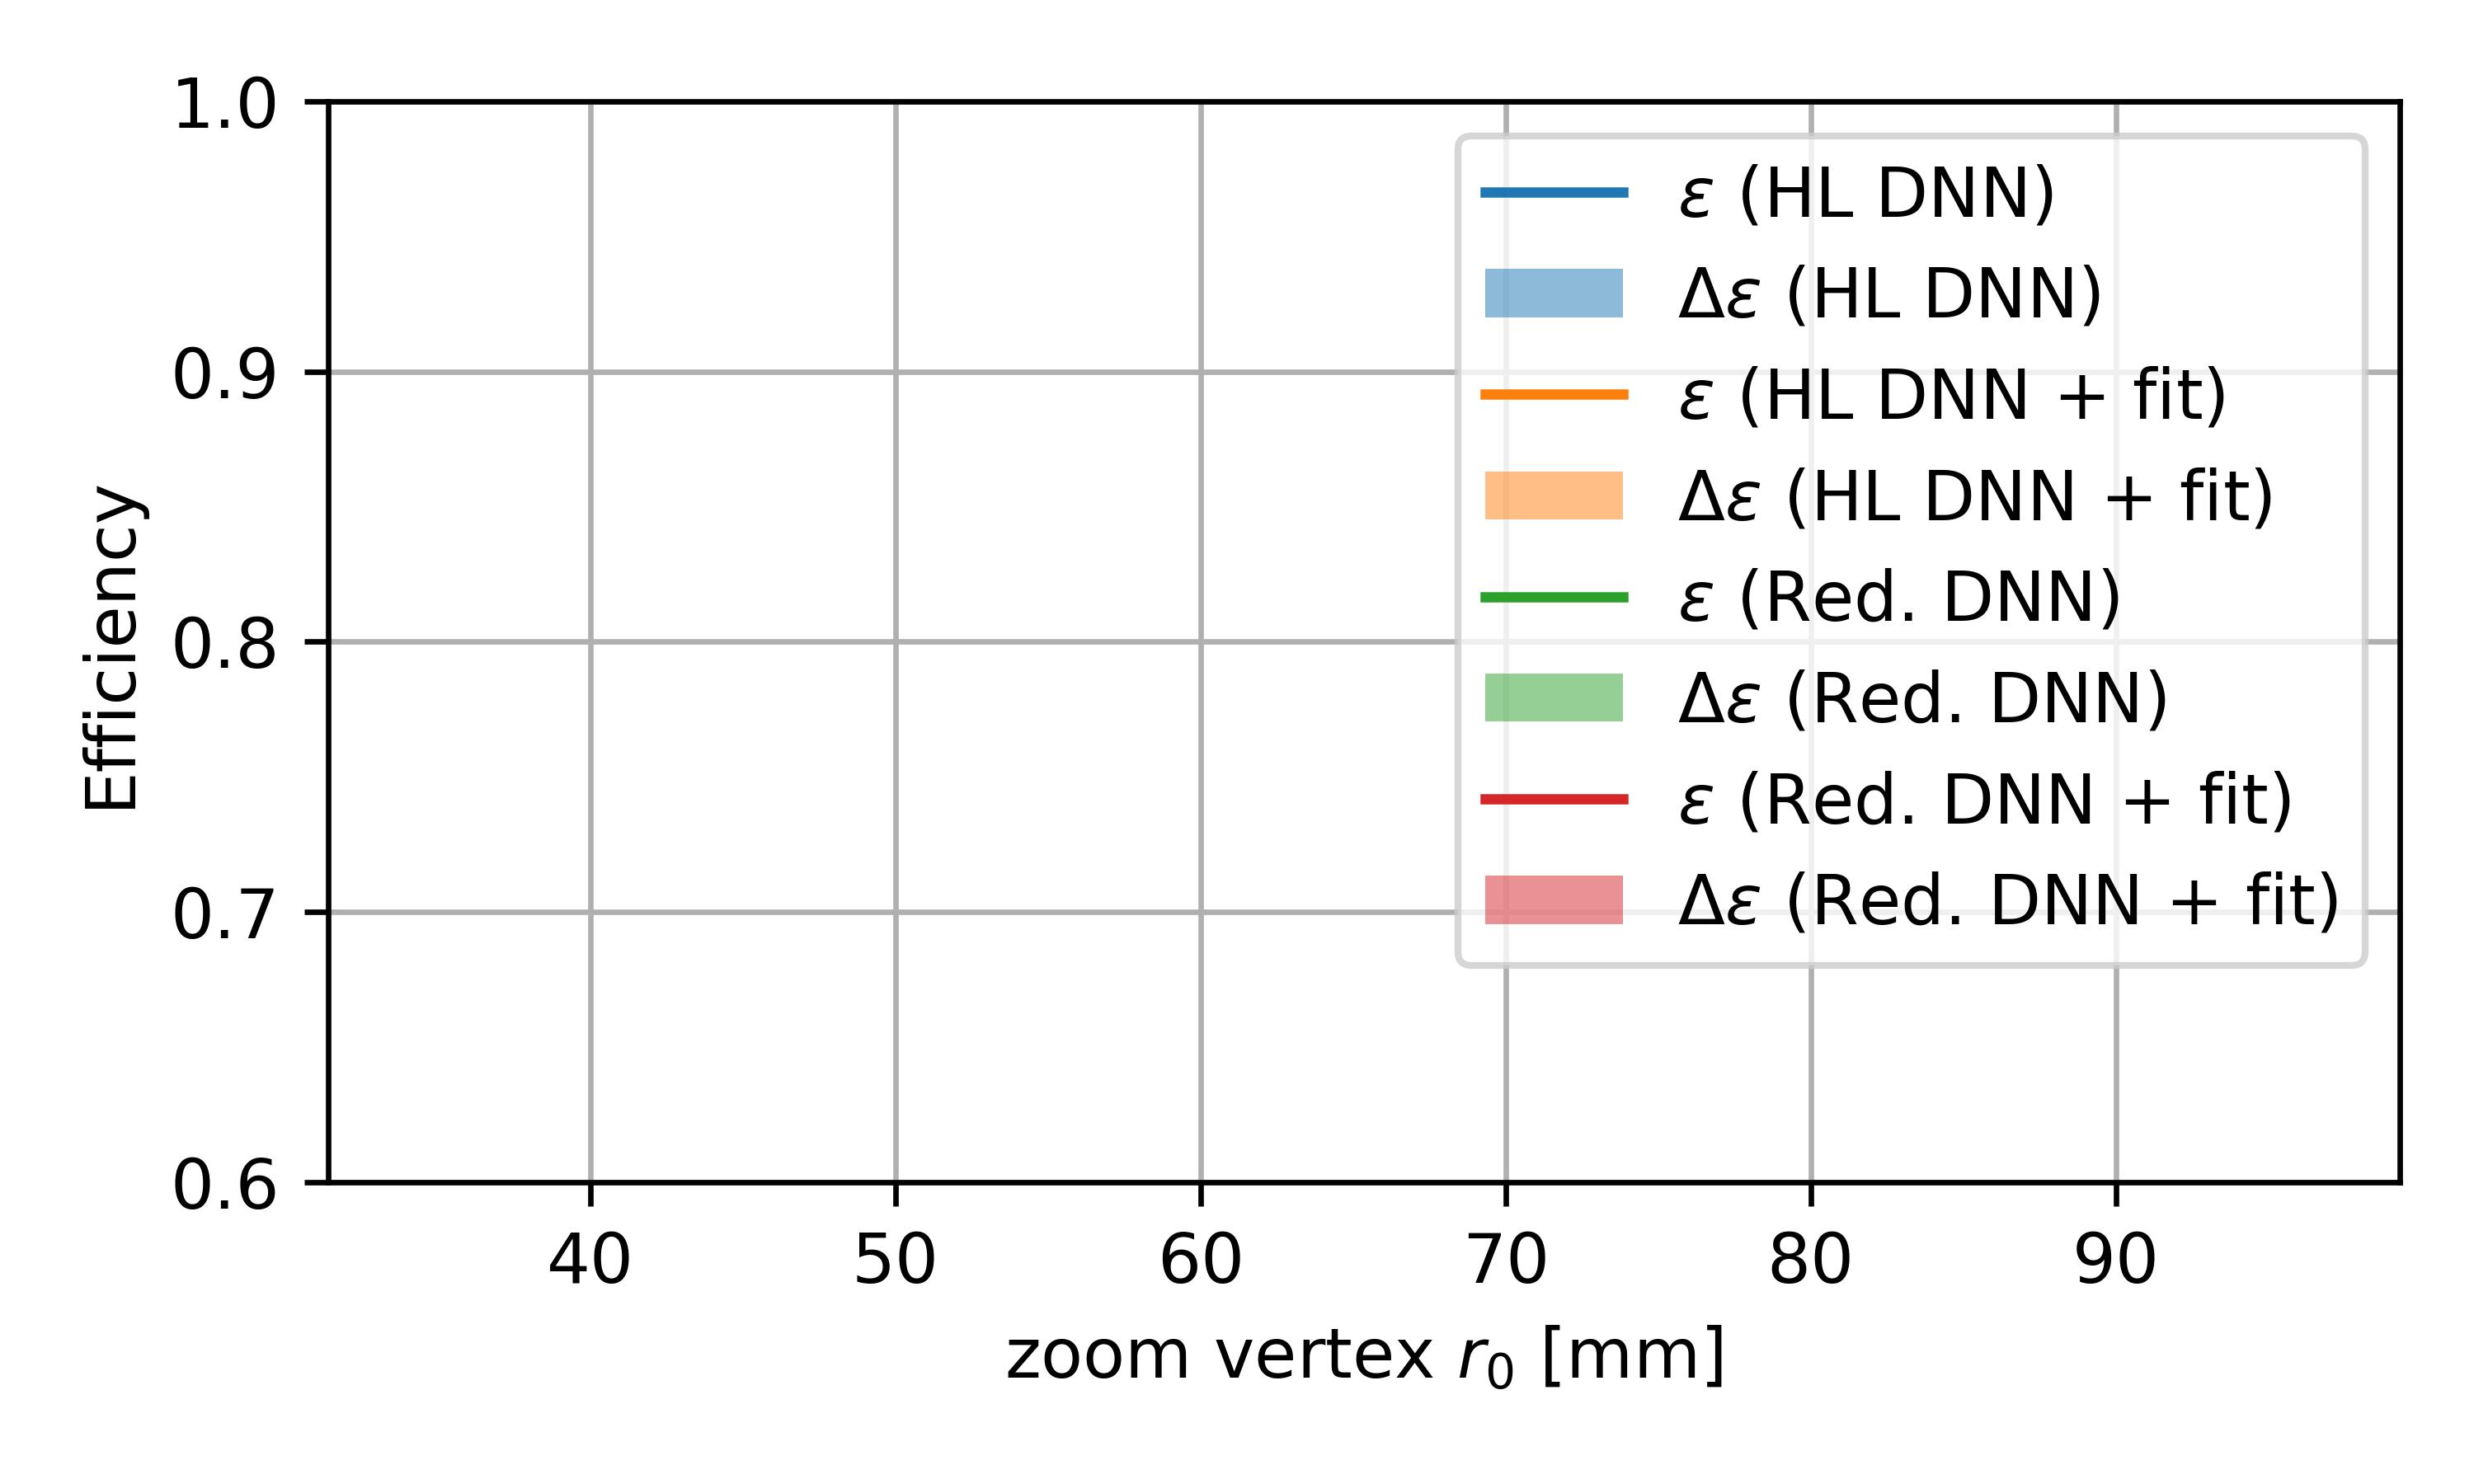 1.0
0.9
0.8
0.7
0.6
Efficiency
ε (HL DNN)
Δε (HL DNN)
ε (HL DNN + fit)
Δε (HL DNN + fit)
ε (Red. DNN)
Δε (Red. DNN)
ε (Red. DNN + fit)
Δε (Red. DNN + fit)
40 50 60 70 80 90
zoom vertex r₀ [mm]